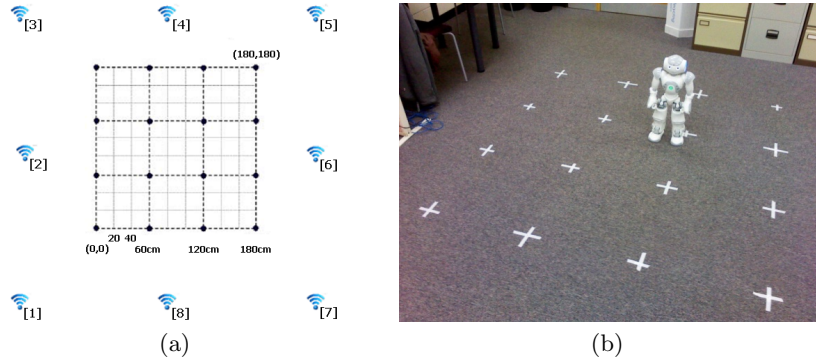 [3] [4] [5]
(180,180)
[2] [6]
20 40
(0,0) 60cm 120cm 180cm
[1] [8] [7]
(a) (b)